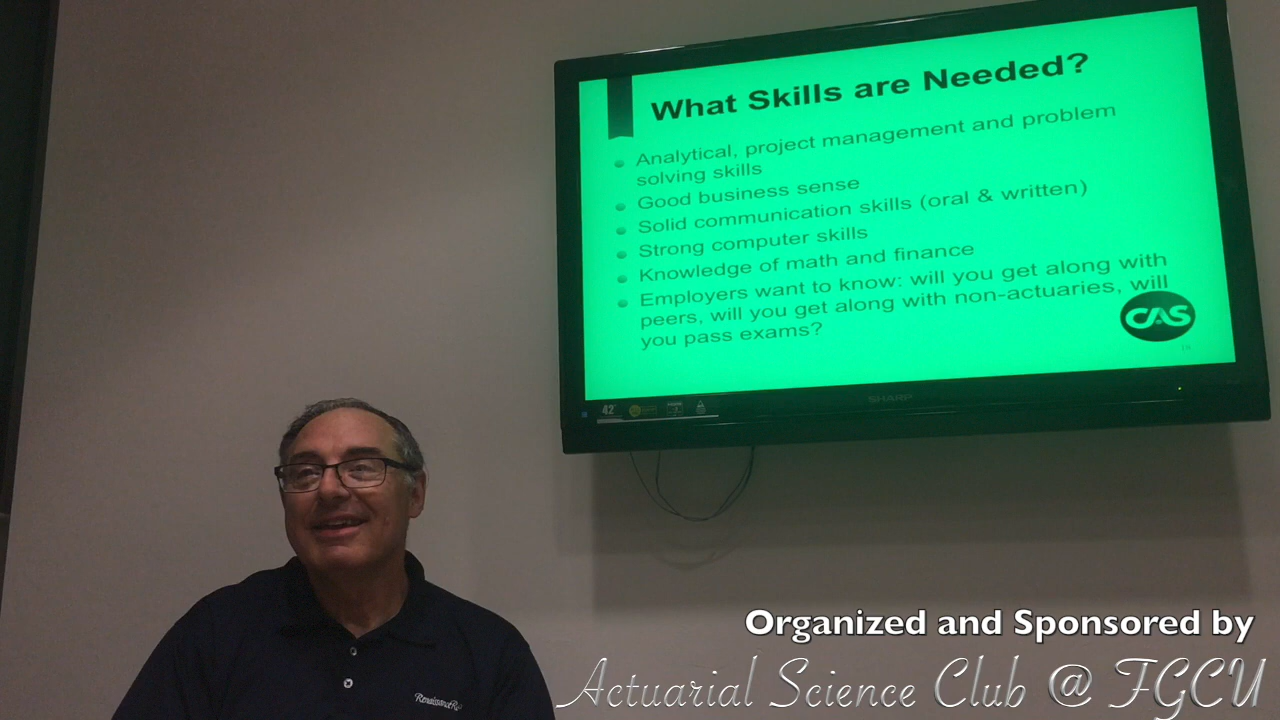 What Skills are Needed?
Analytical, project management and problem
solving skills
Good business sense
Solid communication skills (oral & written)
Strong computer skills
Knowledge of math and finance
Employers want to know: will you get along with
peers, will you get along with non-actuaries, will
you pass exams?
CAS
SHARP
42"
Organized and Sponsored by
Actuarial Science Club @ FGCU